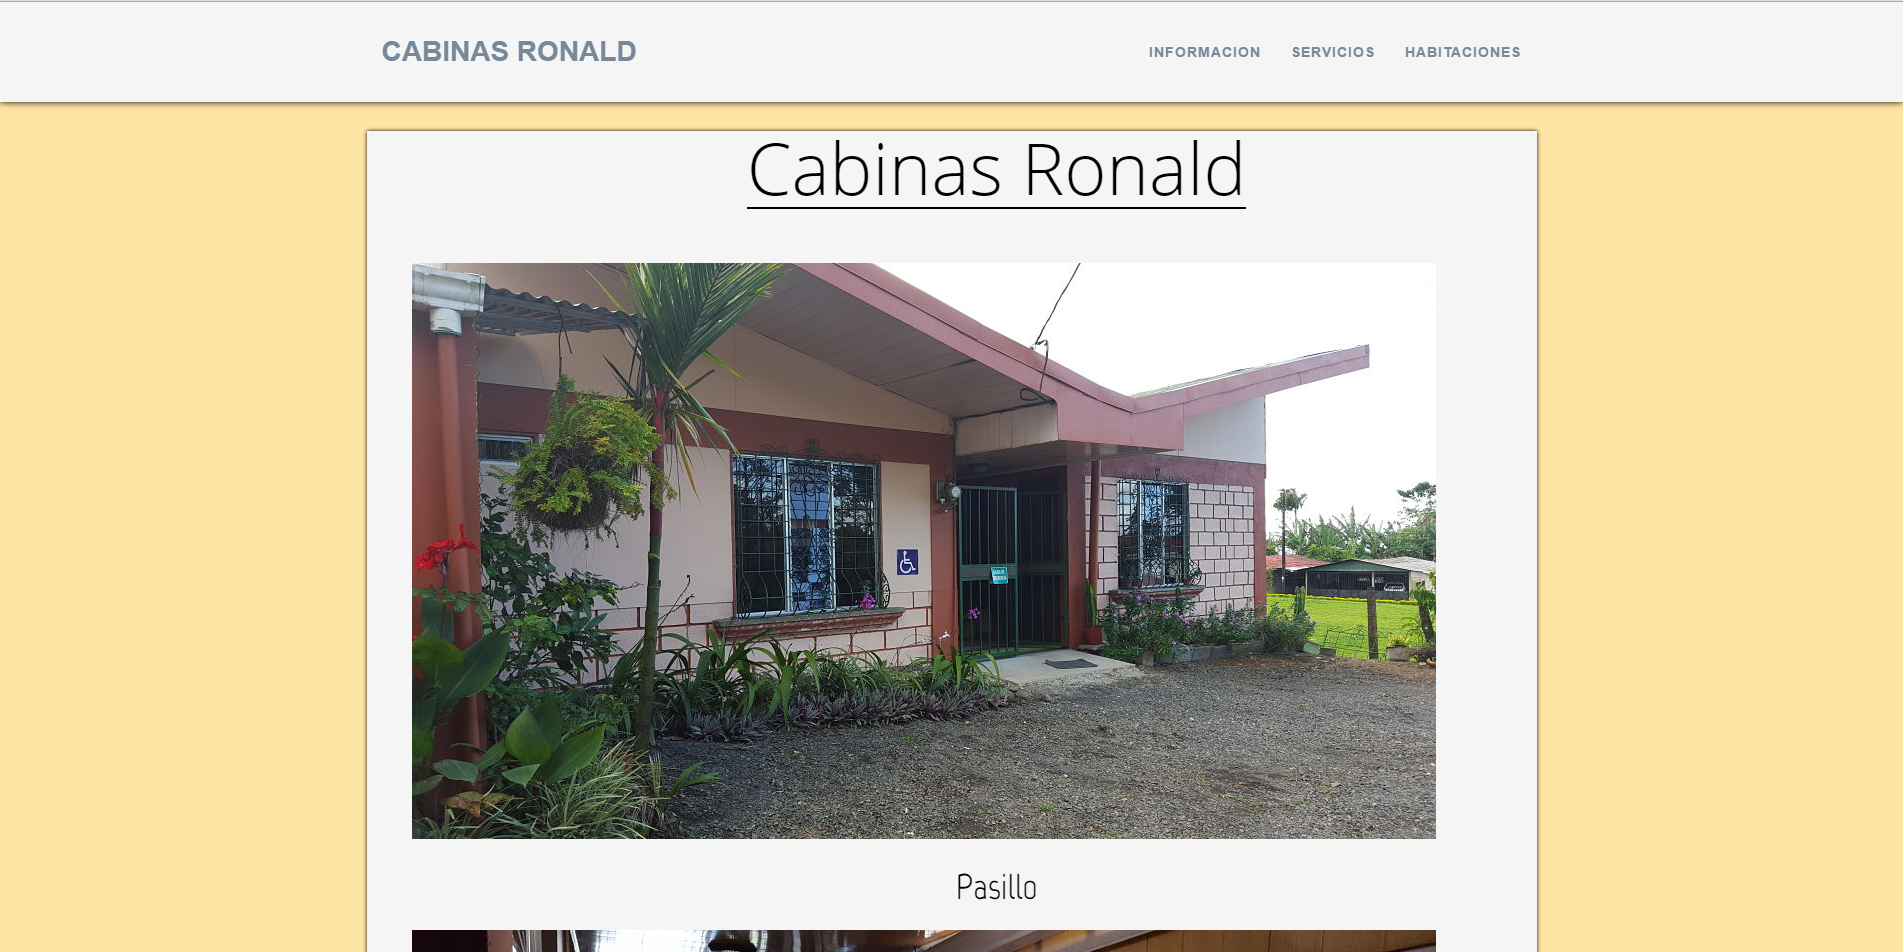 CABINAS RONALD
INFORMACION SERVICIOS HABITACIONES
Cabinas Ronald
Pasillo